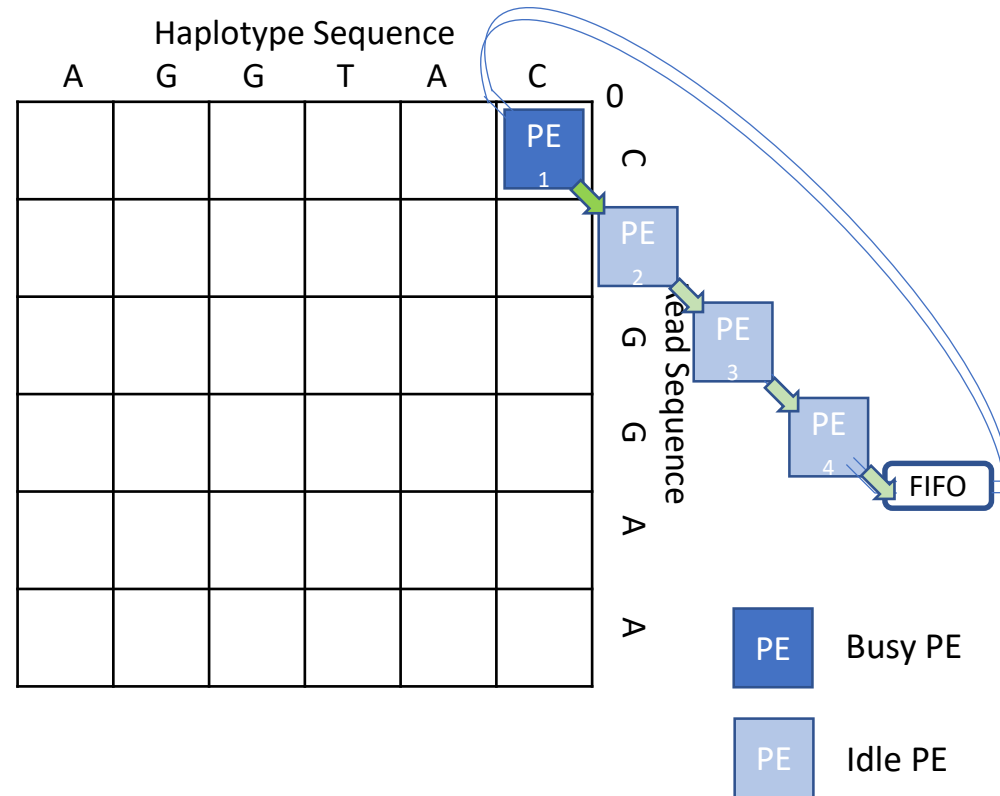 Haplotype Sequence
A G G T A C
0
PE
1
C
PE
2
PE
3
G
Read Sequence
PE
4
G
FIFO
A
A
PE Busy PE
PE Idle PE